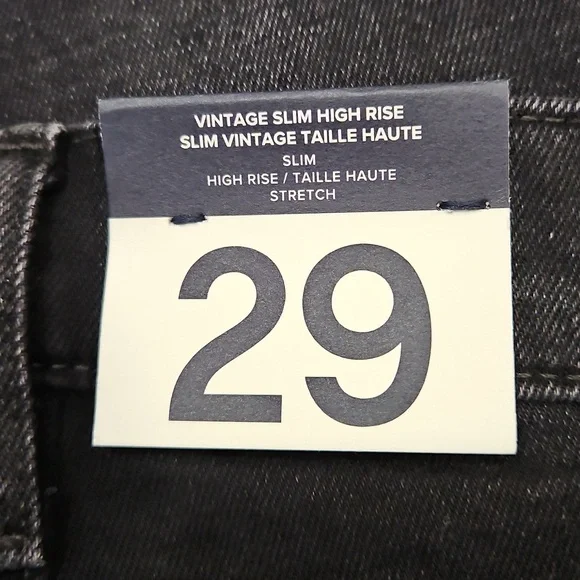 VINTAGE SLIM HIGH RISE
SLIM VINTAGE TAILLE HAUTE
SLIM
HIGH RISE / TAILLE HAUTE
STRETCH
29